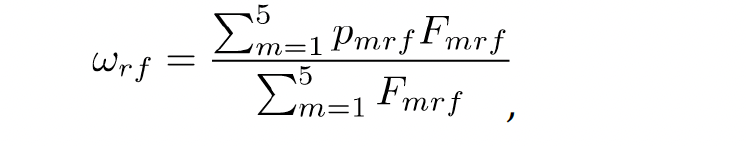 ω_{rf} = \frac{\sum_{m=1}^{5} p_{mrf} F_{mrf}}{\sum_{m=1}^{5} F_{mrf}},